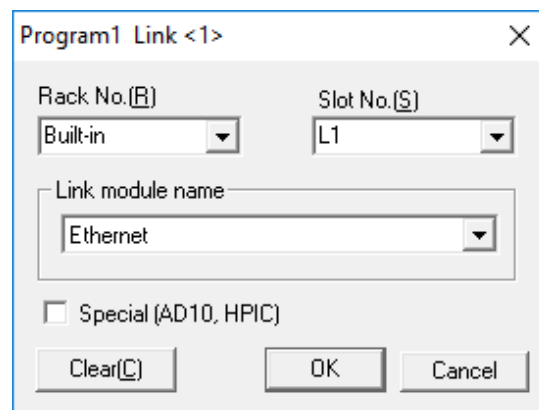 Program1 Link <1>
Rack No.(R) Slot No.(S)
Built-in L1
Link module name
Ethernet
Special (AD10, HPIC)
Clear(C) OK Cancel